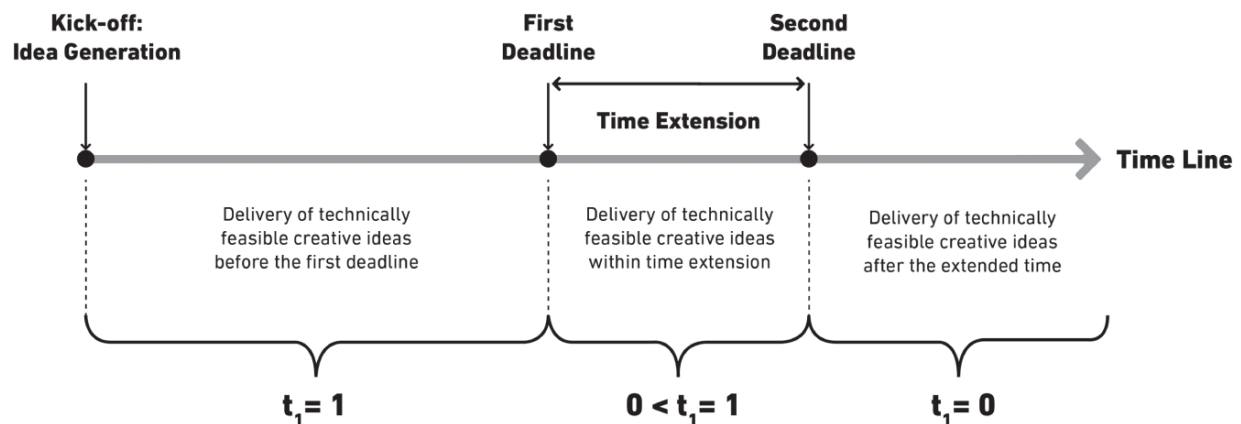 Kick-off:
Idea Generation
First
Deadline
Second
Deadline
Time Extension
Time Line
Delivery of technically
feasible creative ideas
before the first deadline
Delivery of technically
feasible creative ideas
within time extension
Delivery of technically
feasible creative ideas
after the extended time
t₁= 1
0 < t₁= 1
t₁= 0